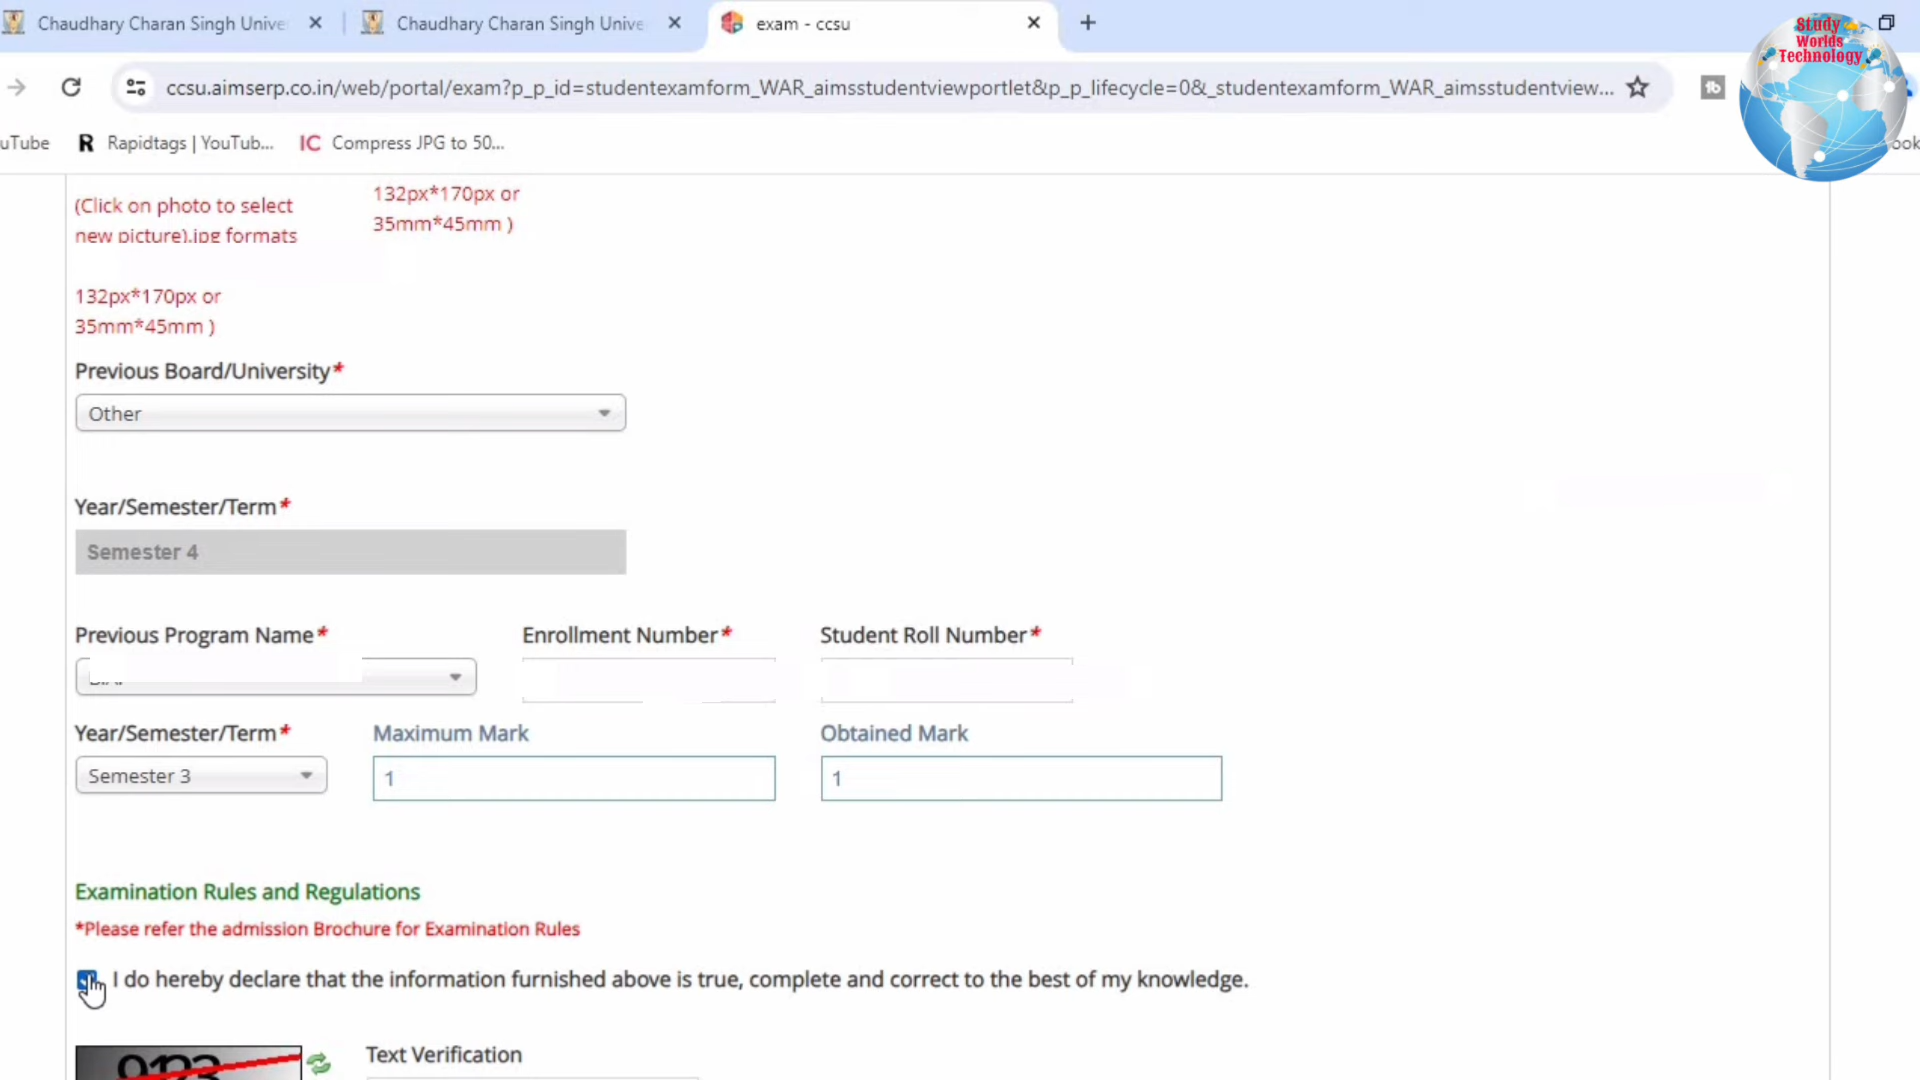 Chaudhary Charan Singh Unive
Chaudhary Charan Singh Unive
exam - ccsu
Study
Worlds
Technology
ccsu.aimserp.co.in/web/portal/exam?p_p_id=studentexamform_WAR_aimsstudentviewportlet&p_p_lifecycle=0&_studentexamform_WAR_aimsstudentview...
uTube
R Rapidtags | YouTub...
IC Compress JPG to 50...
(Click on photo to select
new picture).jpg formats
132px*170px or
35mm*45mm )
132px*170px or
35mm*45mm )
Previous Board/University*
Other
Year/Semester/Term*
Semester 4
Previous Program Name* Enrollment Number* Student Roll Number*
Year/Semester/Term* Maximum Mark Obtained Mark
Semester 3 1 1
Examination Rules and Regulations
*Please refer the admission Brochure for Examination Rules
I do hereby declare that the information furnished above is true, complete and correct to the best of my knowledge.
Text Verification